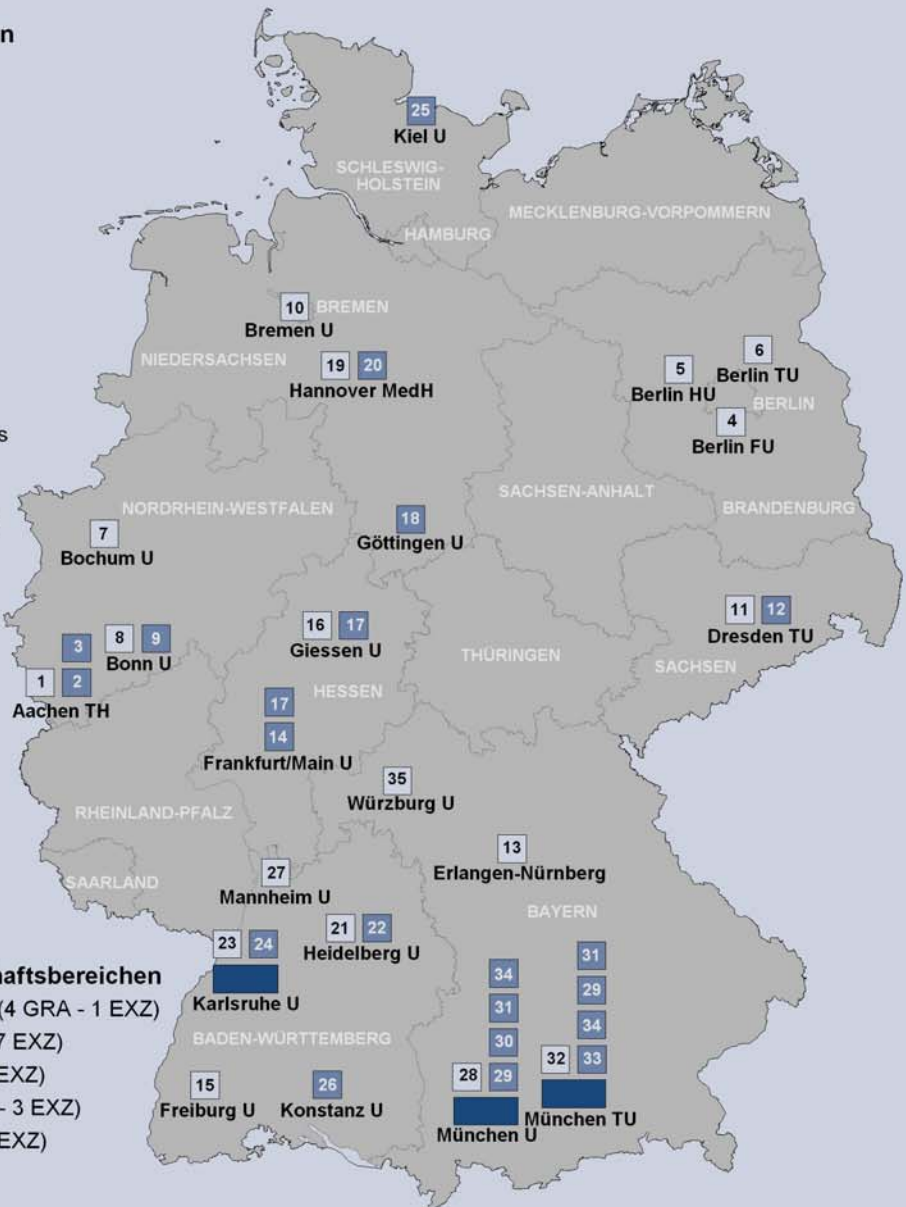 n
25
Kiel U
SCHLESWIG-
HOLSTEIN
MECKLENBURG-VORPOMMERN
HAMBURG
10
BREMEN
Bremen U
NIEDERSACHSEN
19 20
Hannover MedH
6
Berlin TU
5
Berlin HU
BERLIN
4
Berlin FU
s
SACHSEN-ANHALT
BRANDENBURG
NORDRHEIN-WESTFALEN
7
Bochum U
18
Göttingen U
11 12
Dresden TU
SACHSEN
16 17
Giessen U
THÜRINGEN
8 9
Bonn U
3
1 2
Aachen TH
HESSEN
17
14
Frankfurt/Main U
35
Würzburg U
RHEINLAND-PFALZ
13
Erlangen-Nürnberg
SAARLAND
27
Mannheim U
BAYERN
21 22
Heidelberg U
23 24
Karlsruhe U
haftsbereichen
(4 GRA - 1 EXZ)
7 EXZ)
EXZ)
- 3 EXZ)
EXZ)
BADEN-WÜRTTEMBERG
15
Freiburg U
26
Konstanz U
34
31
30
28 29
München U
31
29
34
32 33
München TU